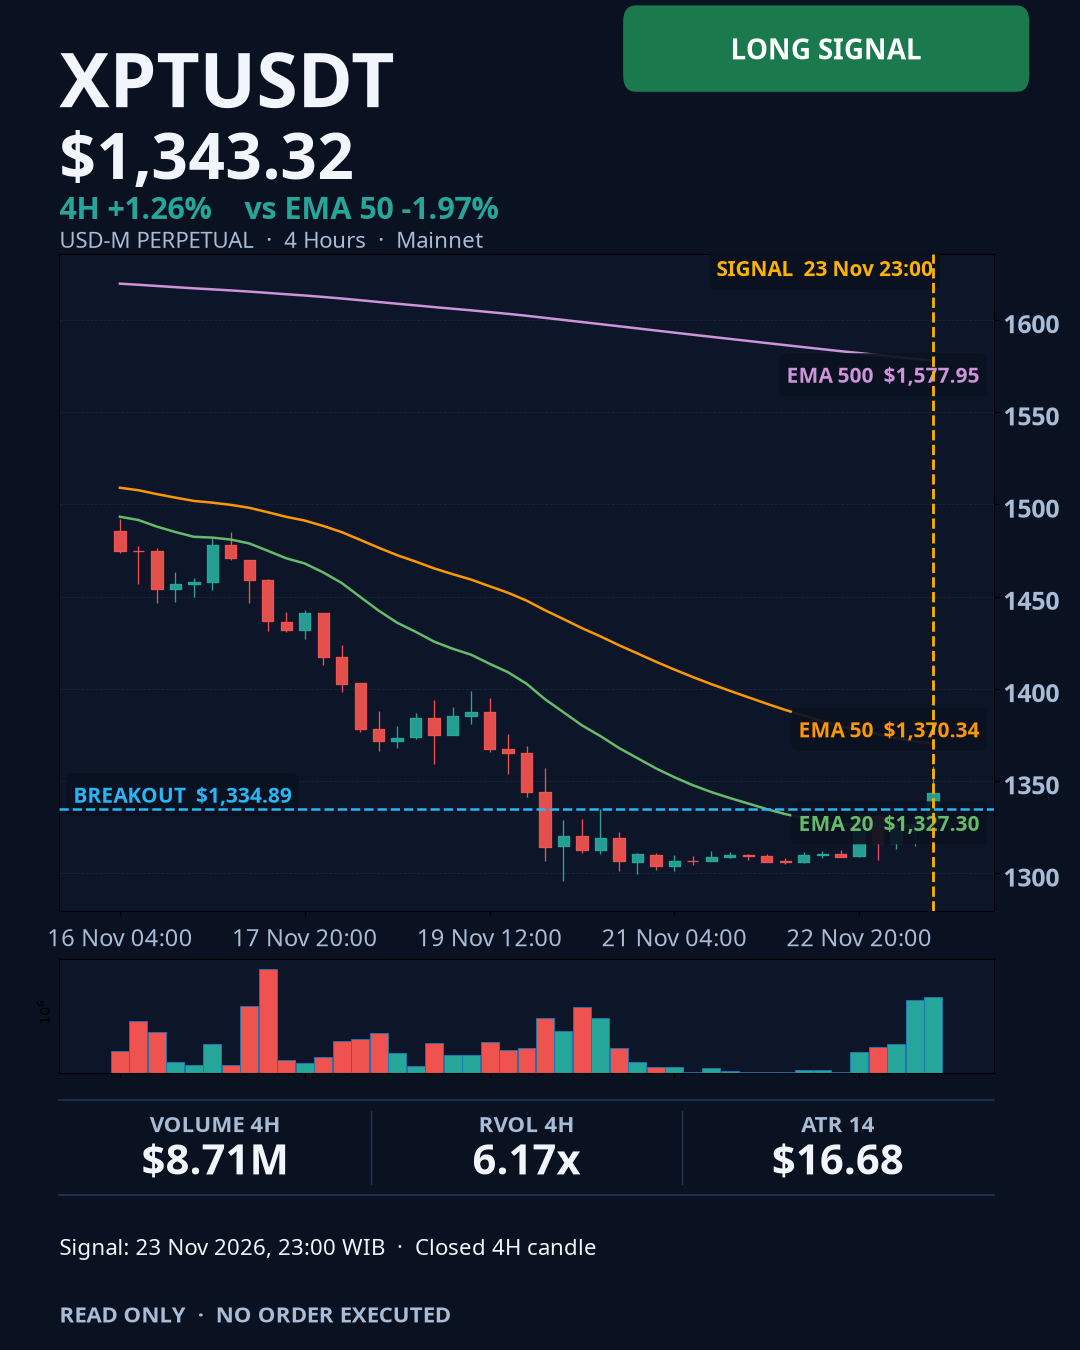 LONG SIGNAL
XPTUSDT
$1,343.32
4H +1.26% vs EMA 50 -1.97%
USD-M PERPETUAL · 4 Hours · Mainnet
SIGNAL 23 Nov 23:00
1600
EMA 500 $1,577.95
1550
1500
1450
1400
EMA 50 $1,370.34
1350
BREAKOUT $1,334.89
EMA 20 $1,327.30
1300
16 Nov 04:00 17 Nov 20:00 19 Nov 12:00 21 Nov 04:00 22 Nov 20:00
10⁶
VOLUME 4H RVOL 4H ATR 14
$8.71M 6.17x $16.68
Signal: 23 Nov 2026, 23:00 WIB · Closed 4H candle
READ ONLY · NO ORDER EXECUTED